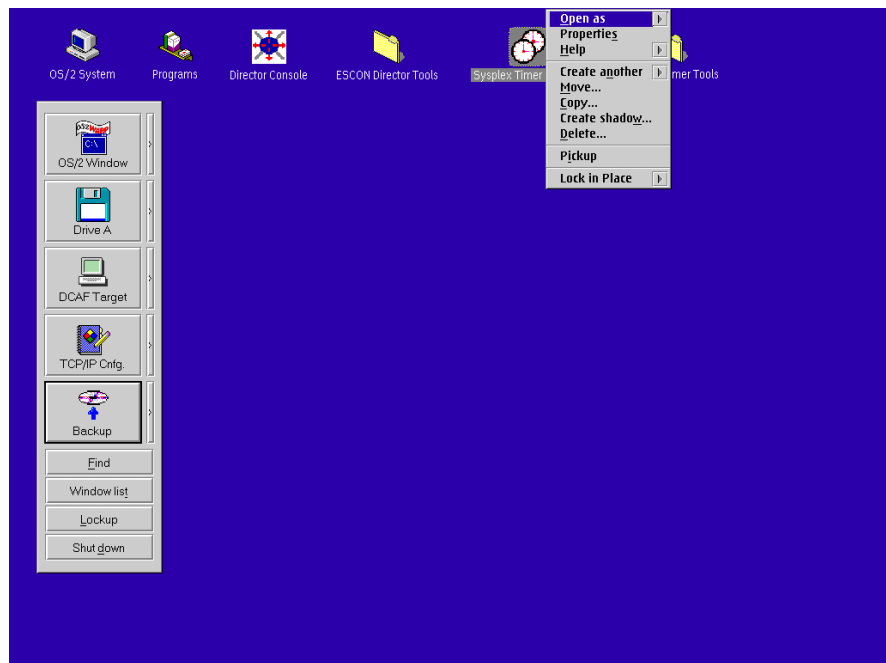 OS/2 System
Programs
Director Console
ESCON Director Tools
Sysplex Timer
mer Tools
Open as
Properties
Help
Create another
Move...
Copy...
Create shadow...
Delete...
Pickup
Lock in Place
C:\
OS/2 Window
Drive A
DCAF Target
TCP/IP Cnfg.
Backup
Find
Window list
Lockup
Shut down